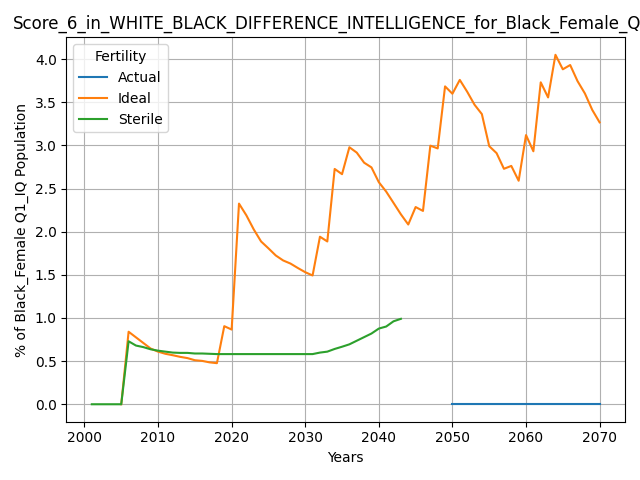 Score_6_in_WHITE_BLACK_DIFFERENCE_INTELLIGENCE_for_Black_Female_Q
Fertility
Actual
Ideal
Sterile
% of Black_Female Q1_IQ Population
4.0
3.5
3.0
2.5
2.0
1.5
1.0
0.5
0.0
2000 2010 2020 2030 2040 2050 2060 2070
Years